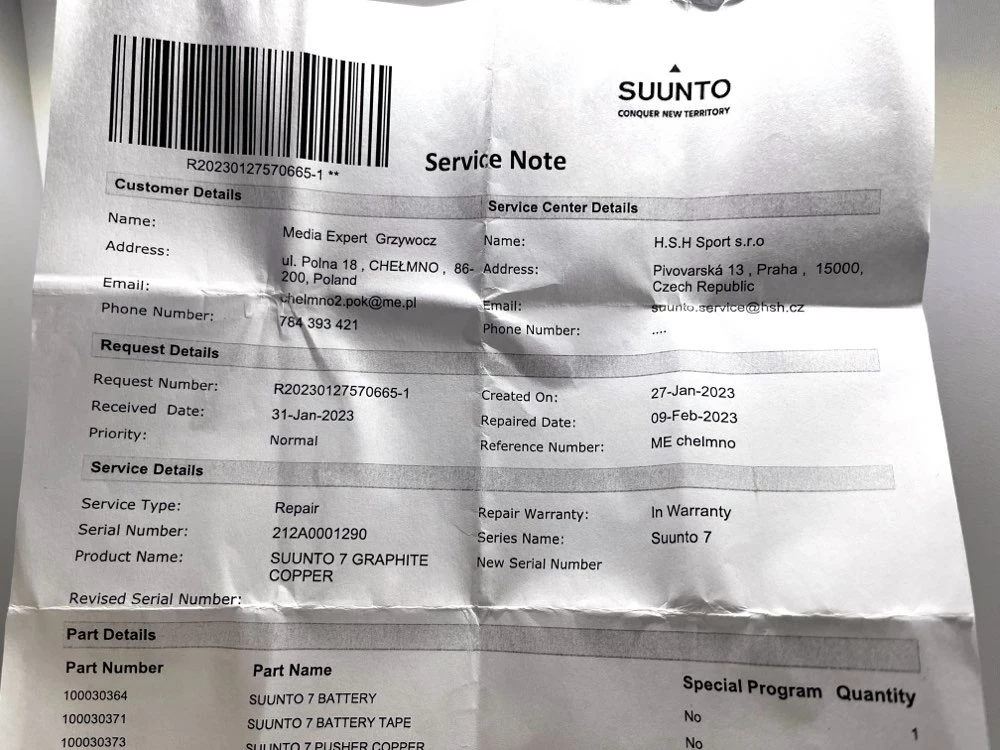 SUUNTO
CONQUER NEW TERRITORY
R20230127570665-1 **
Service Note
Customer Details
Name: Media Expert Grzywocz
Address: ul. Polna 18 , CHEŁMNO , 86-
200, Poland
Email: chelmno2.pok@me.pl
Phone Number: 784 393 421
Service Center Details
Name: H.S.H Sport s.r.o
Address: Pivovarská 13 , Praha , 15000,
Czech Republic
Email: suunto.service@hsh.cz
Phone Number: ....
Request Details
Request Number: R20230127570665-1 Created On: 27-Jan-2023
Received Date: 31-Jan-2023 Repaired Date: 09-Feb-2023
Priority: Normal Reference Number: ME chelmno
Service Details
Service Type: Repair Repair Warranty: In Warranty
Serial Number: 212A0001290 Series Name: Suunto 7
Product Name: SUUNTO 7 GRAPHITE New Serial Number
COPPER
Revised Serial Number:
Part Details
Part Number Part Name Special Program Quantity
100030364 SUUNTO 7 BATTERY No 1
100030371 SUUNTO 7 BATTERY TAPE No
100030373 SUUNTO 7 PUSHER COPPER